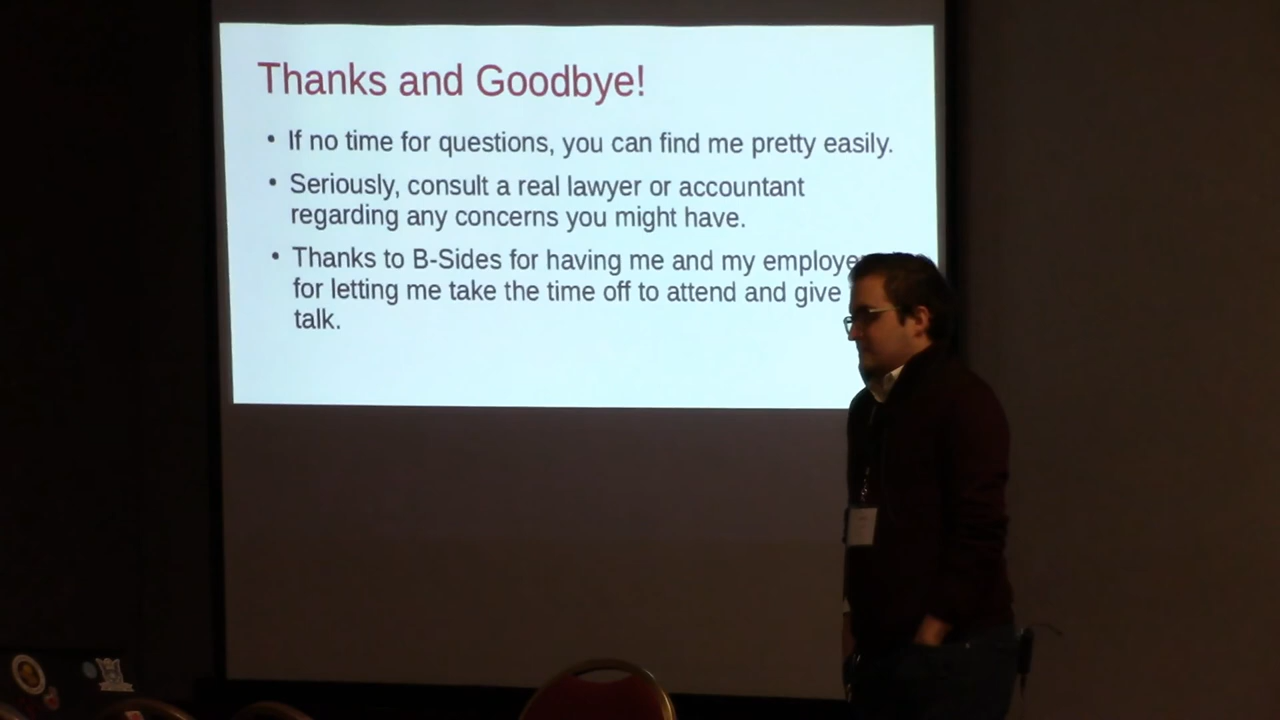 Thanks and Goodbye!
• If no time for questions, you can find me pretty easily.
• Seriously, consult a real lawyer or accountant
regarding any concerns you might have.
• Thanks to B-Sides for having me and my
for letting me take the time off to attend and give
talk.